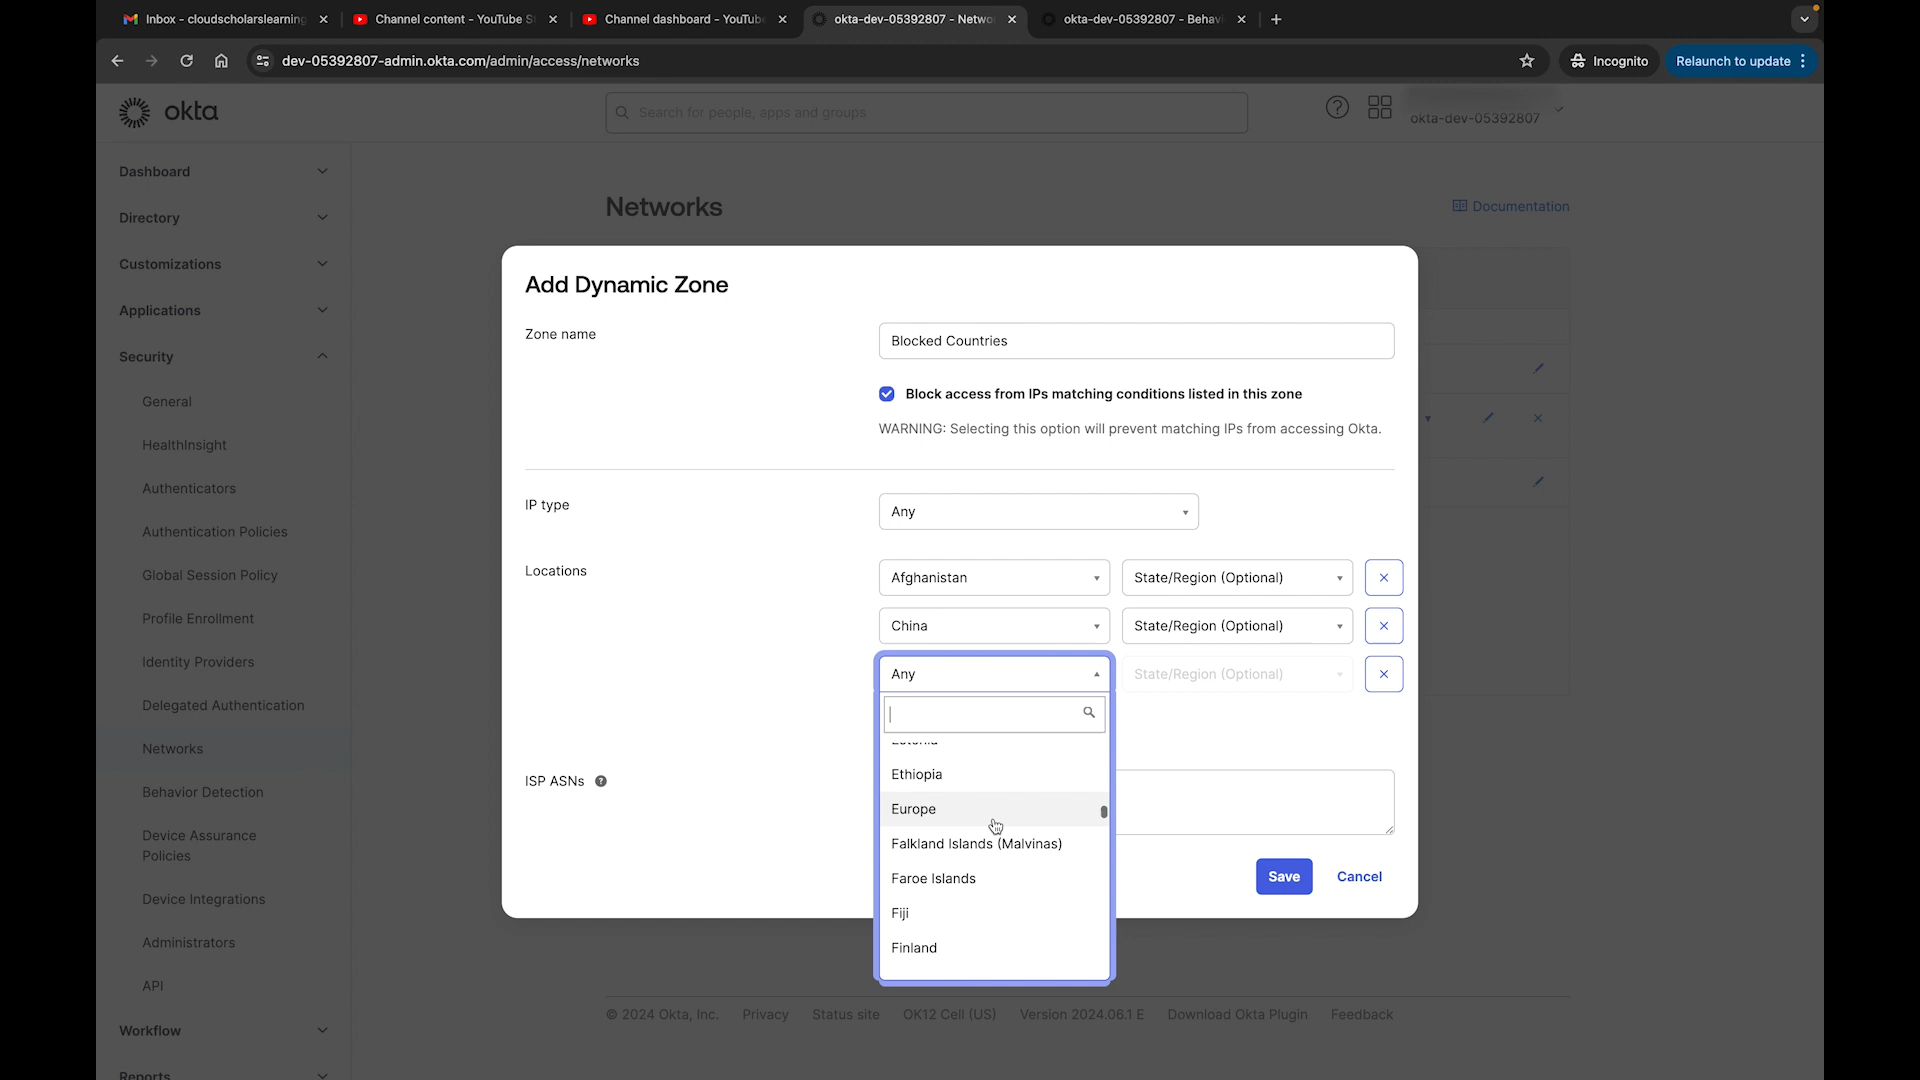 Inbox - cloudscholarslearning
Channel content - YouTube S
Channel dashboard - YouTub
okta-dev-05392807 - Netwo
okta-dev-05392807 - Behavi
dev-05392807-admin.okta.com/admin/access/networks
Incognito
Relaunch to update
okta
Search for people, apps and groups
okta-dev-05392807
Dashboard
Directory
Customizations
Applications
Security
General
HealthInsight
Authenticators
Authentication Policies
Global Session Policy
Profile Enrollment
Identity Providers
Delegated Authentication
Networks
Behavior Detection
Device Assurance
Policies
Device Integrations
Administrators
API
Workflow
Reports
Networks
Documentation
Add Dynamic Zone
Zone name
Blocked Countries
Block access from IPs matching conditions listed in this zone
WARNING: Selecting this option will prevent matching IPs from accessing Okta.
IP type
Any
Locations
Afghanistan
State/Region (Optional)
China
State/Region (Optional)
Any
State/Region (Optional)
Estonia
Ethiopia
Europe
Falkland Islands (Malvinas)
Faroe Islands
Fiji
Finland
ISP ASNs
Save
Cancel
© 2024 Okta, Inc.
Privacy
Status site
OK12 Cell (US)
Version 2024.06.1 E
Download Okta Plugin
Feedback